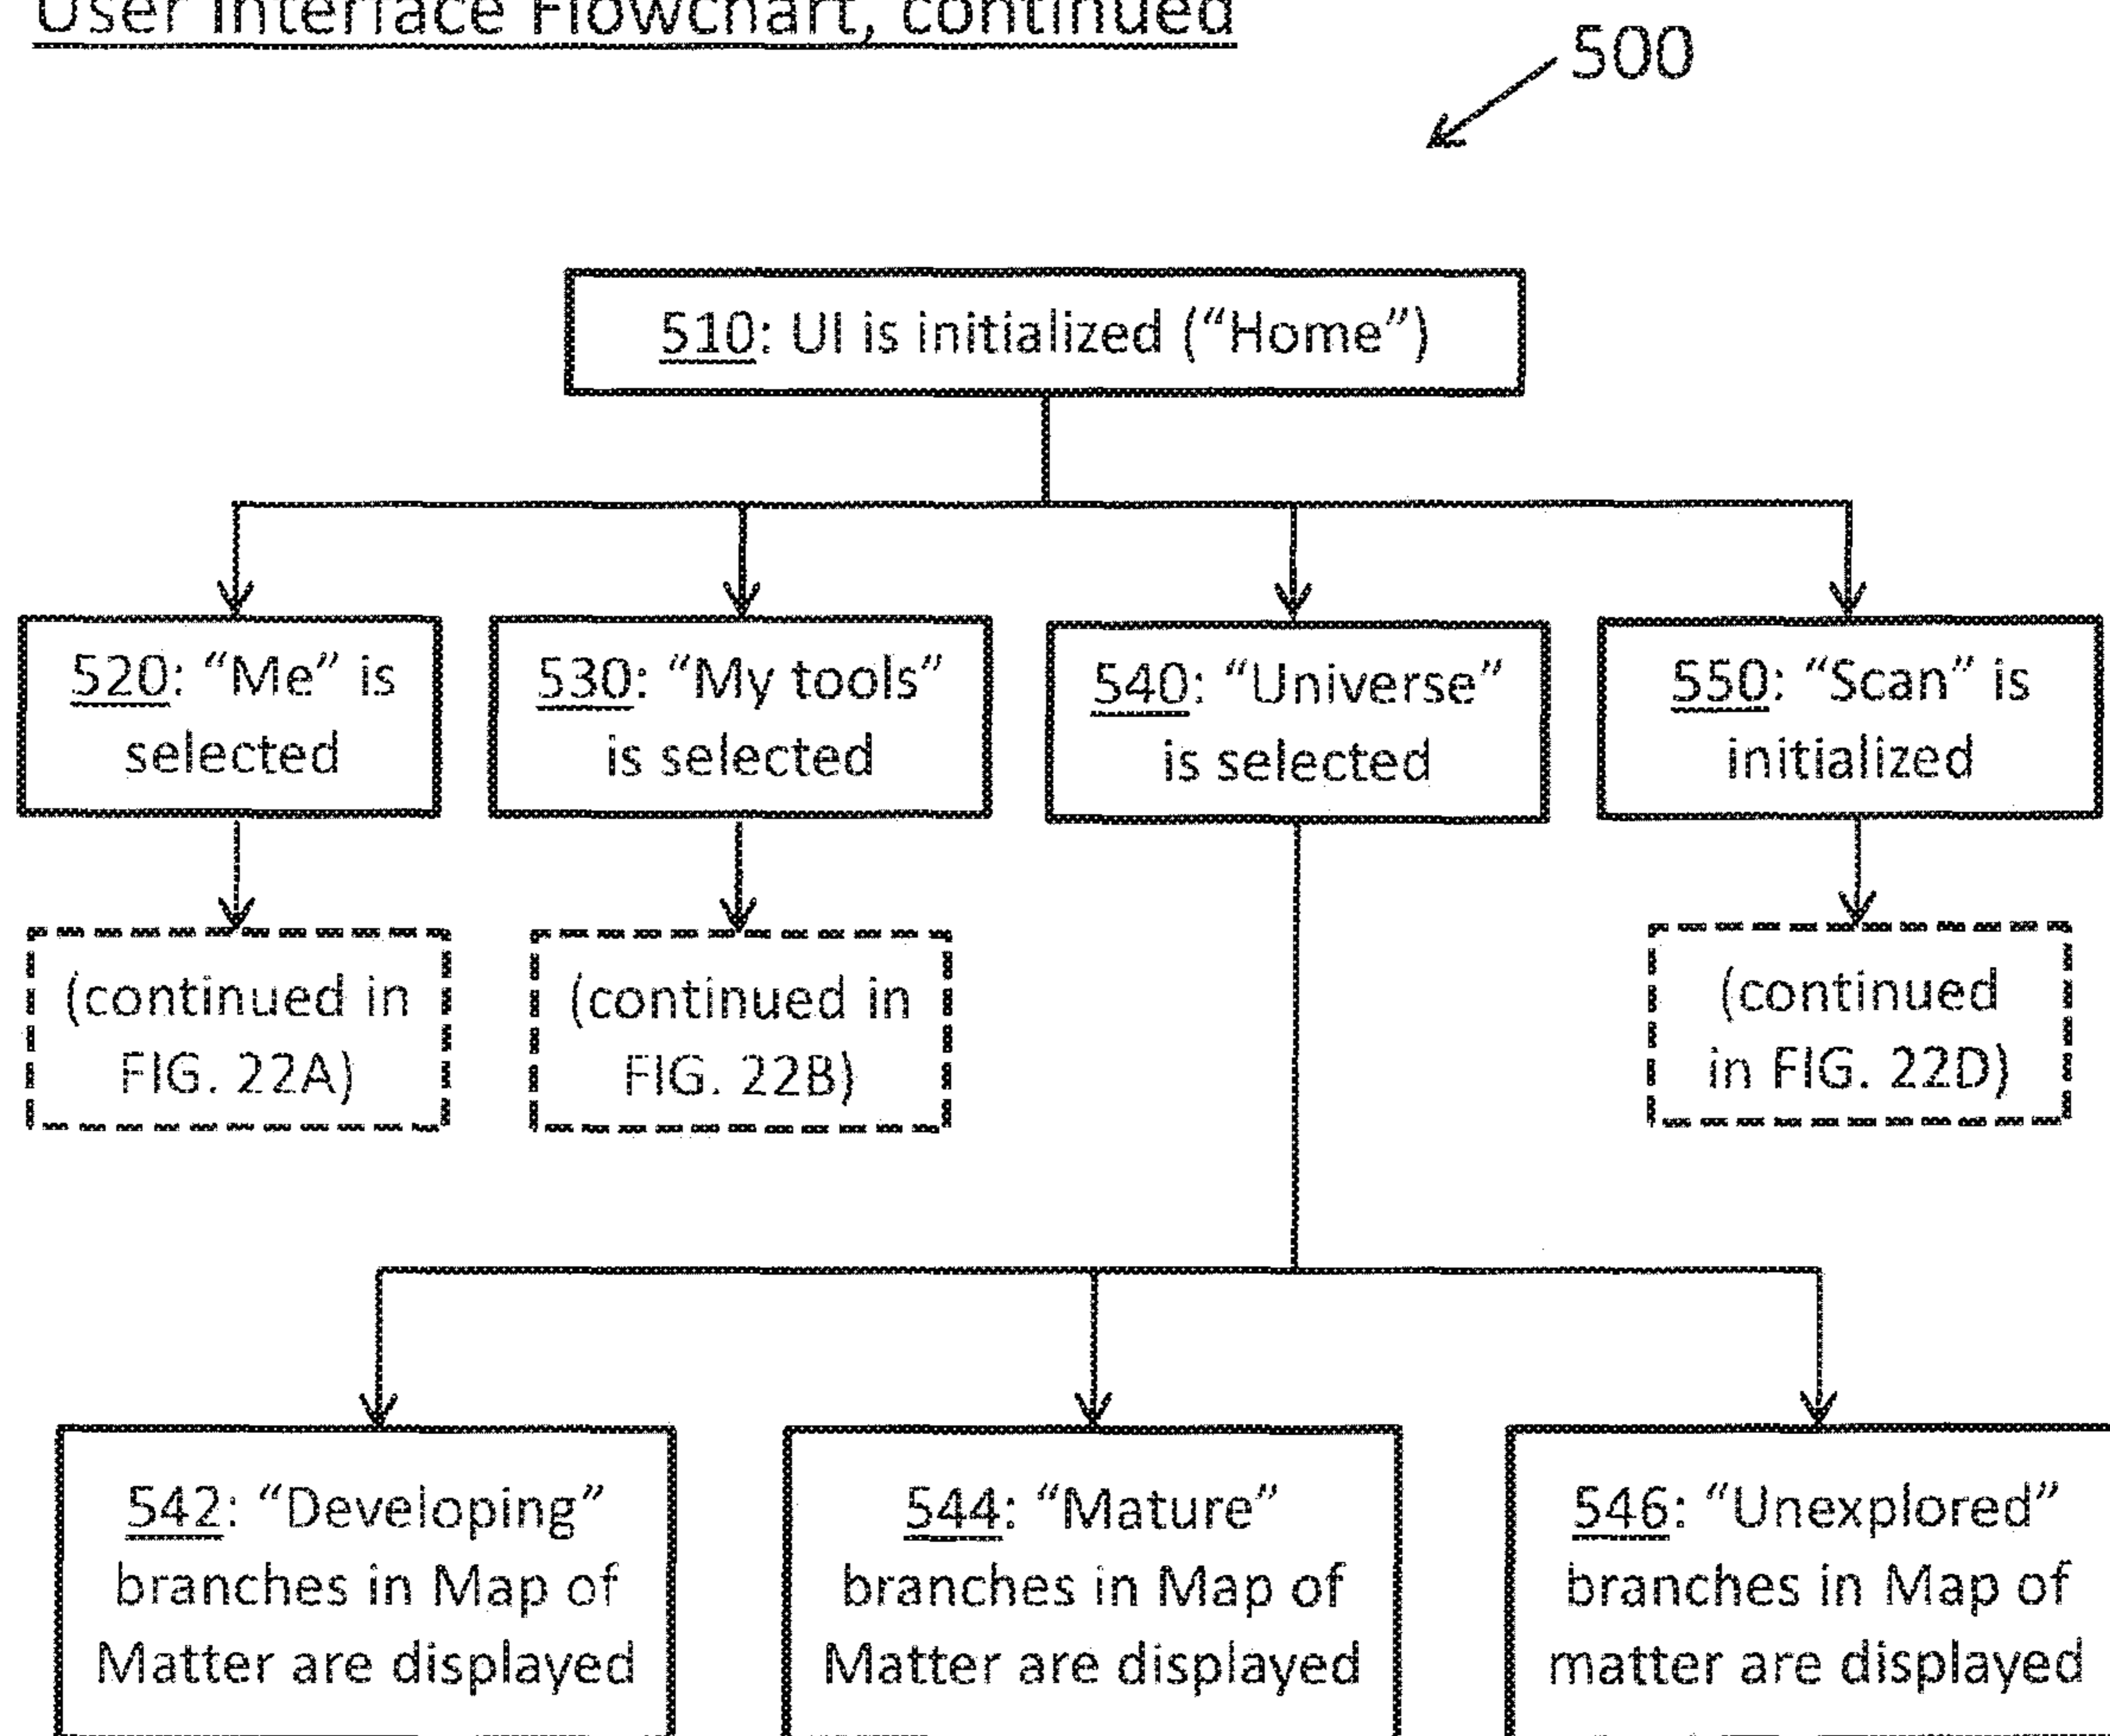 User Interface Flowchart, continued
500
510: UI is initialized (“Home”)
520: “Me” is
selected
530: “My tools”
is selected
540: “Universe”
is selected
550: “Scan” is
initialized
(continued in
FIG. 22A)
(continued in
FIG. 22B)
(continued
in FIG. 22D)
542: “Developing”
branches in Map of
Matter are displayed
544: “Mature”
branches in Map of
Matter are displayed
546: “Unexplored”
branches in Map of
matter are displayed